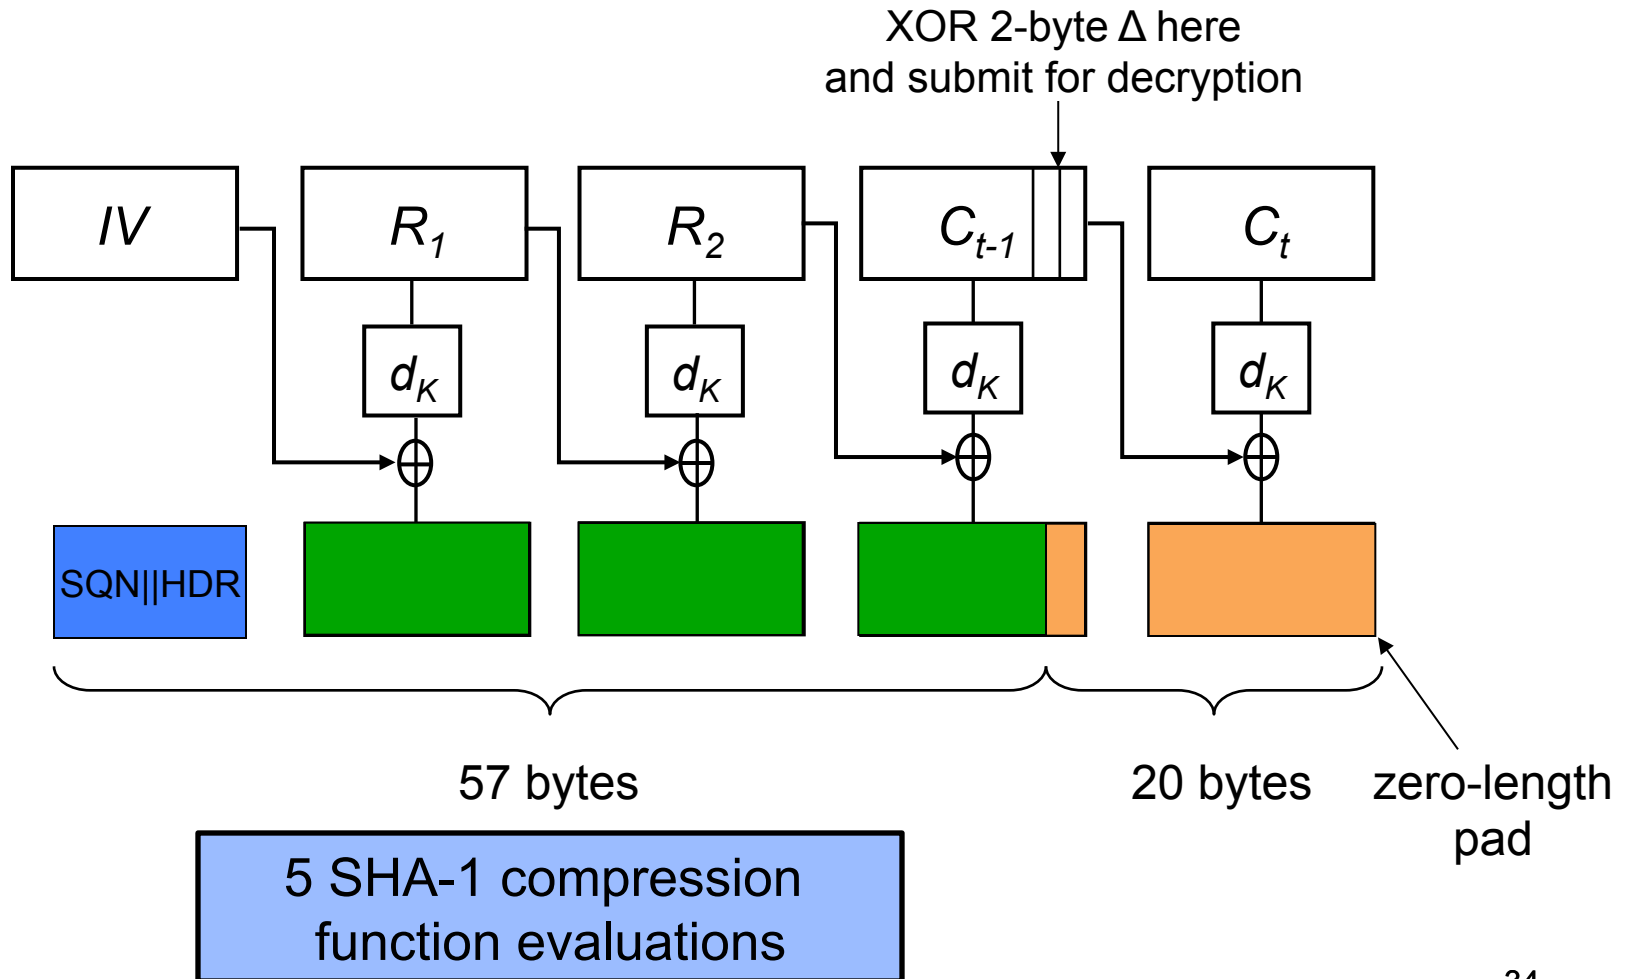 XOR 2-byte Δ here
and submit for decryption
IV
R1
R2
Ct-1
Ct
dK
dK
dK
dK
SQN||HDR
57 bytes
20 bytes
zero-length
pad
5 SHA-1 compression
function evaluations